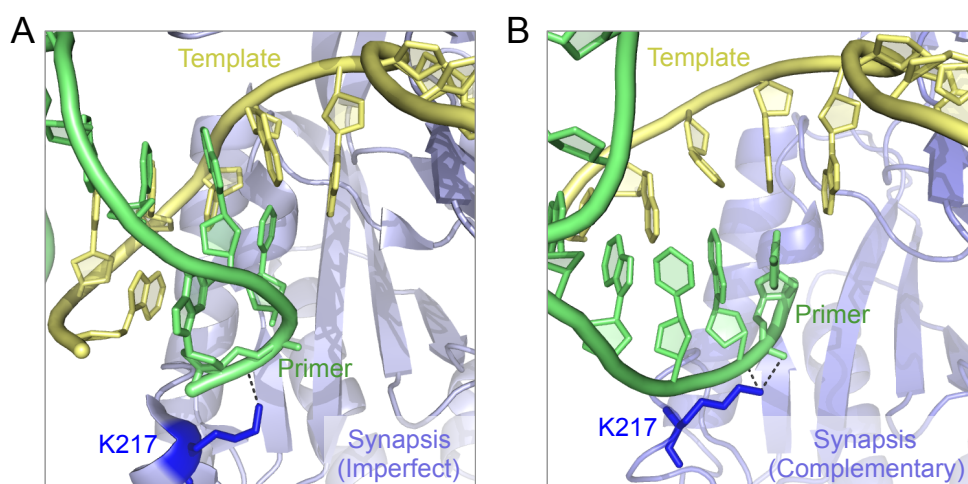 A
Template
Primer
K217
Synapsis
(Imperfect)
B
Template
Primer
K217
Synapsis
(Complementary)